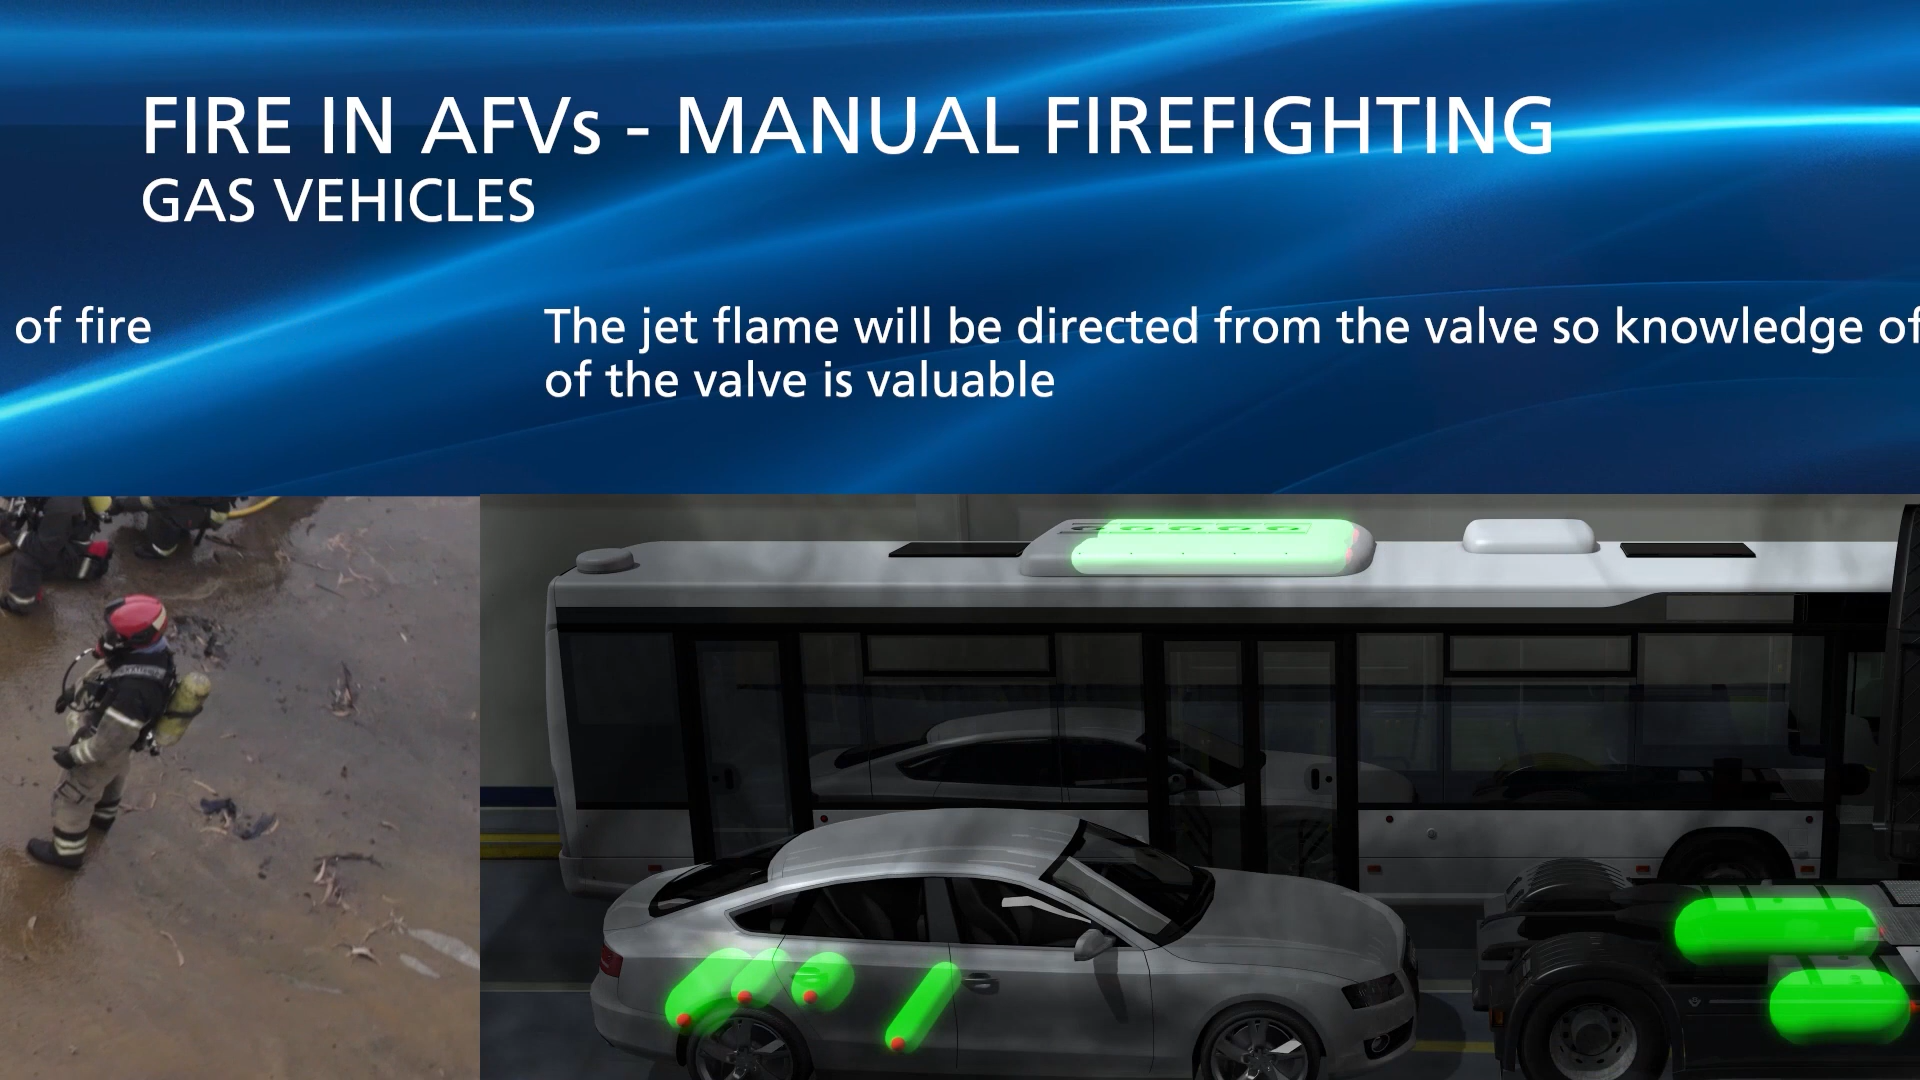 FIRE IN AFVs - MANUAL FIREFIGHTING
GAS VEHICLES
of fire
The jet flame will be directed from the valve so knowledge of
of the valve is valuable